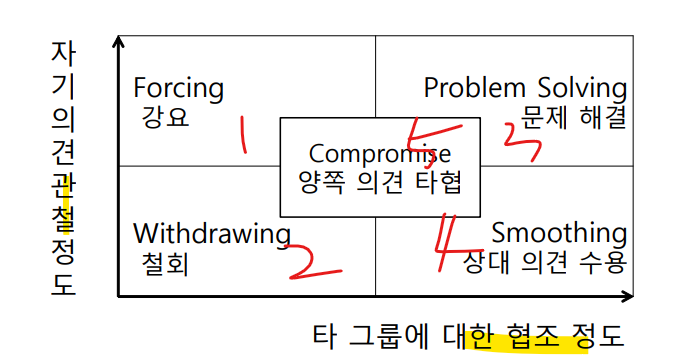 자기의견관철정도
Forcing
강요
1
Problem Solving
문제 해결
3
Compromise
양쪽 의견 타협
5
Withdrawing
철회
2
Smoothing
상대 의견 수용
4
타 그룹에 대한 협조 정도